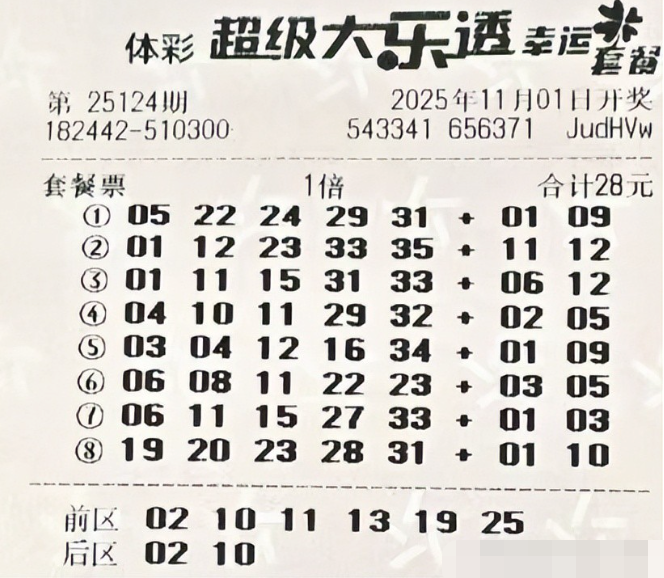 体彩 超级大乐透 幸运套餐
第 25124期 2025年11月01日开奖
182442-510300 543341 656371 JudHVw
套餐票 1倍 合计28元
① 05 22 24 29 31 + 01 09
② 01 12 23 33 35 + 11 12
③ 01 11 15 31 33 + 06 12
④ 04 10 11 29 32 + 02 05
⑤ 03 04 12 16 34 + 01 09
⑥ 06 08 11 22 23 + 03 05
⑦ 06 11 15 27 33 + 01 03
⑧ 19 20 23 28 31 + 01 10
前区 02 10 11 13 19 25
后区 02 10